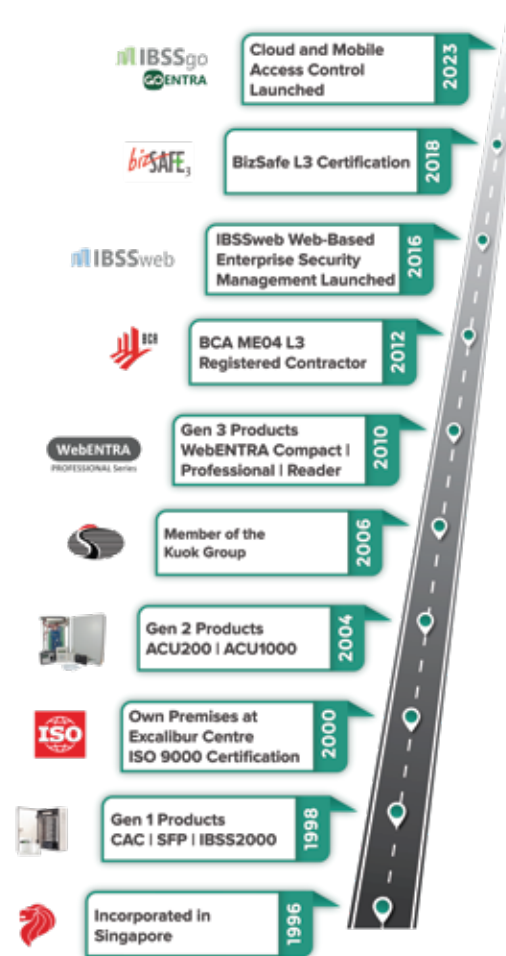 IBSSgo
GOENTRA
Cloud and Mobile
Access Control
Launched
2023
bizSAFE3
BizSafe L3 Certification
2018
IBSSweb
IBSSweb Web-Based
Enterprise Security
Management Launched
2016
BCA
BCA ME04 L3
Registered Contractor
2012
WebENTRA
PROFESSIONAL Series
Gen 3 Products
WebENTRA Compact |
Professional | Reader
2010
Member of the
Kuok Group
2006
Gen 2 Products
ACU200 | ACU1000
2004
ISO
Own Premises at
Excalibur Centre
ISO 9000 Certification
2000
Gen 1 Products
CAC | SFP | IBSS2000
1998
Incorporated in
Singapore
1996